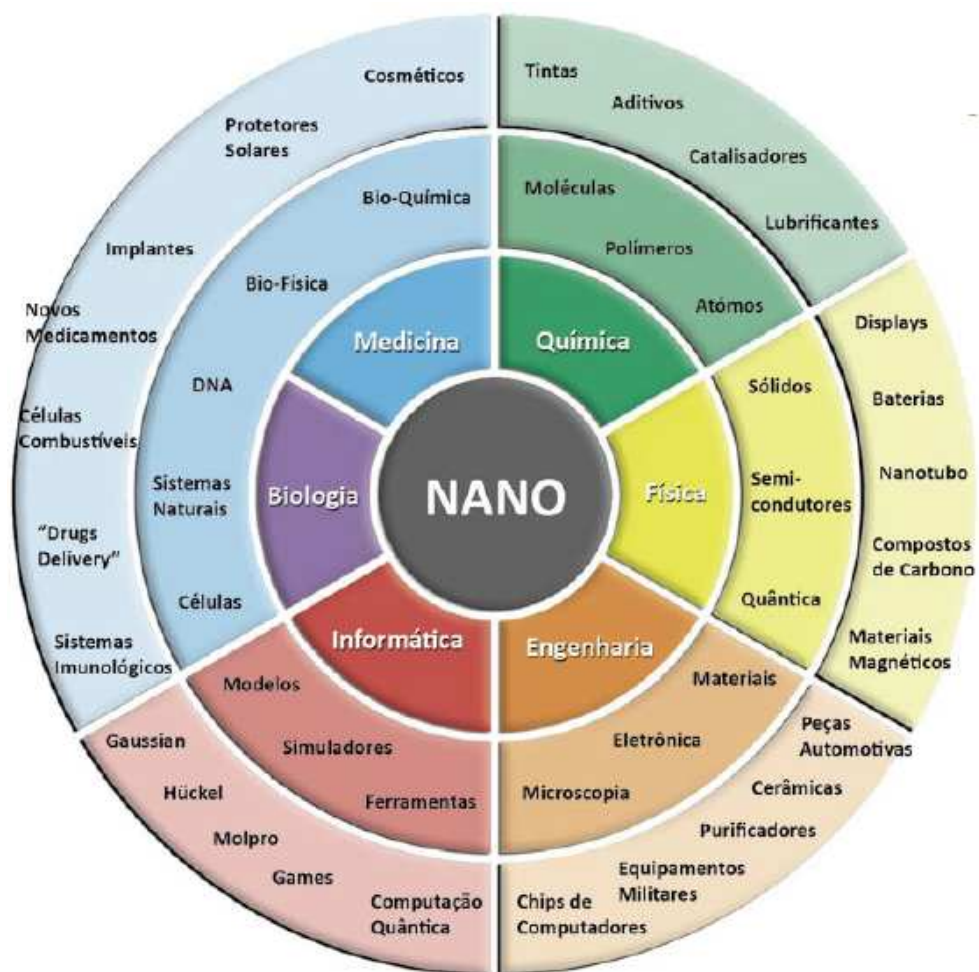 NANO
Medicina
Química
Física
Engenharia
Informática
Biologia
Bio-Química
Bio-Física
DNA
Sistemas
Naturais
Células
Moléculas
Polímeros
Atómos
Sólidos
Semi-
condutores
Quântica
Materiais
Eletrônica
Microscopia
Modelos
Simuladores
Ferramentas
Cosméticos
Protetores
Solares
Implantes
Novos
Medicamentos
Células
Combustíveis
“Drugs
Delivery”
Sistemas
Imunológicos
Tintas
Aditivos
Catalisadores
Lubrificantes
Displays
Baterias
Nanotubo
Compostos
de Carbono
Materiais
Magnéticos
Peças
Automotivas
Cerâmicas
Purificadores
Equipamentos
Militares
Chips de
Computadores
Gaussian
Hückel
Molpro
Games
Computação
Quântica